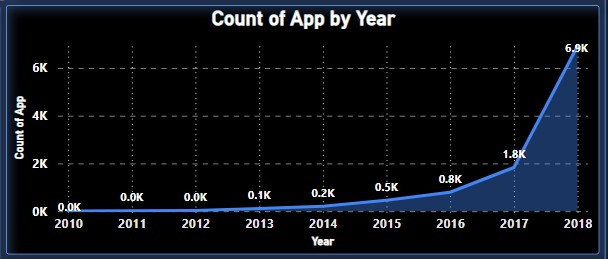 Count of App by Year
Count of App
6K
4K
2K
0K
0.0K
0.0K
0.0K
0.1K
0.2K
0.5K
0.8K
1.8K
6.9K
2010 2011 2012 2013 2014 2015 2016 2017 2018
Year